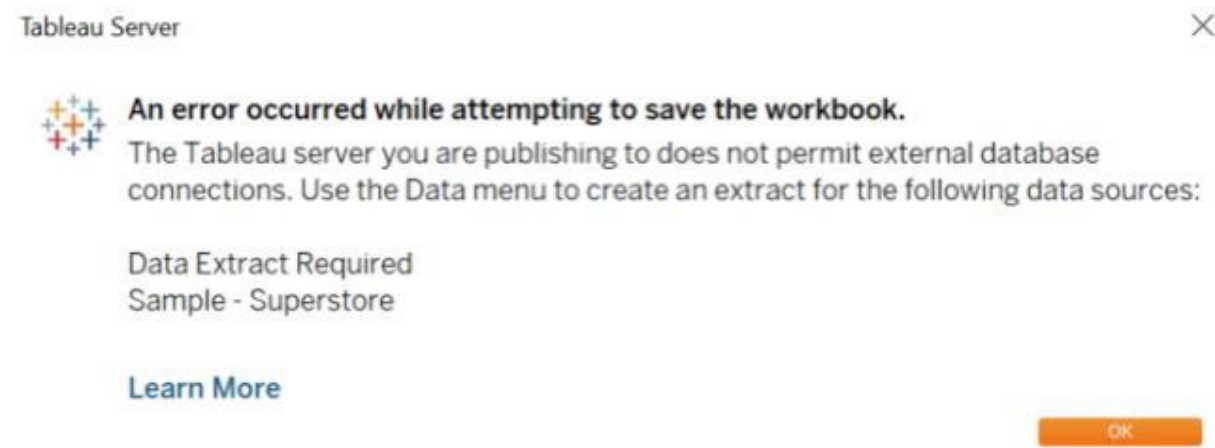 Tableau Server
An error occurred while attempting to save the workbook.
The Tableau server you are publishing to does not permit external database
connections. Use the Data menu to create an extract for the following data sources:
Data Extract Required
Sample - Superstore
Learn More
OK